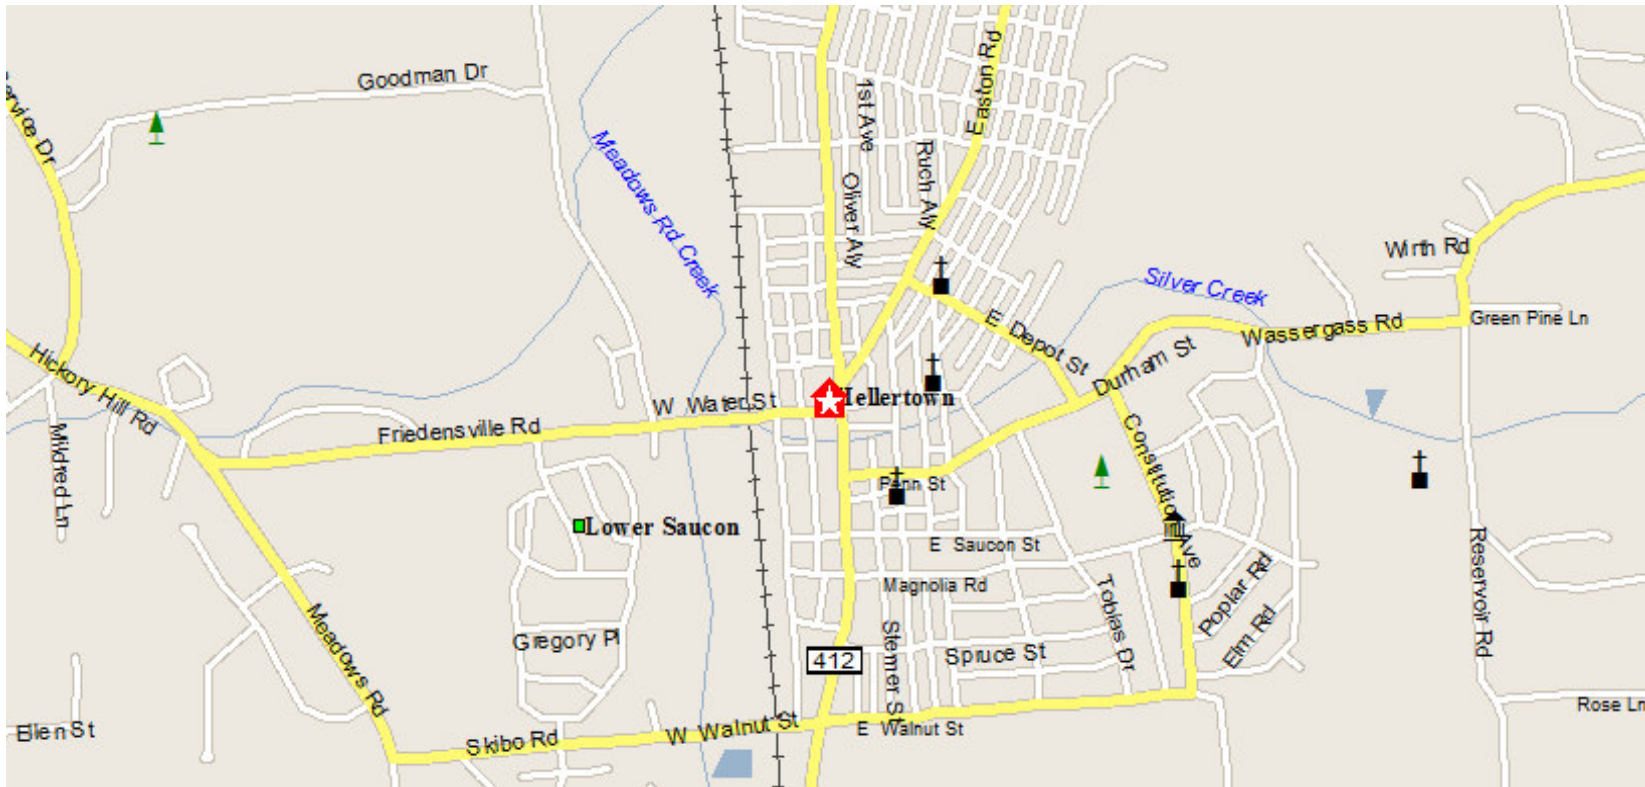 Goodman Dr
ervice Dr
Meadows Rd Creek
1st Ave
Easton Rd
Ruch Aly
Oliver Aly
Wirth Rd
Silver Creek
E Depot St
Wassergass Rd
Green Pine Ln
Durham St
Hickory Hill Rd
W Water St
Hellertown
Friedensville Rd
Mildred Ln
Constitution Ave
Penn St
Lower Saucon
E Saucon St
Magnolia Rd
Reservoir Rd
Poplar Rd
Elm Rd
Tobias Dr
Meadows Rd
Gregory Pl
Stemer St
Spruce St
412
Rose Ln
Ellen St
Skibo Rd
W Walnut St
E Walnut St